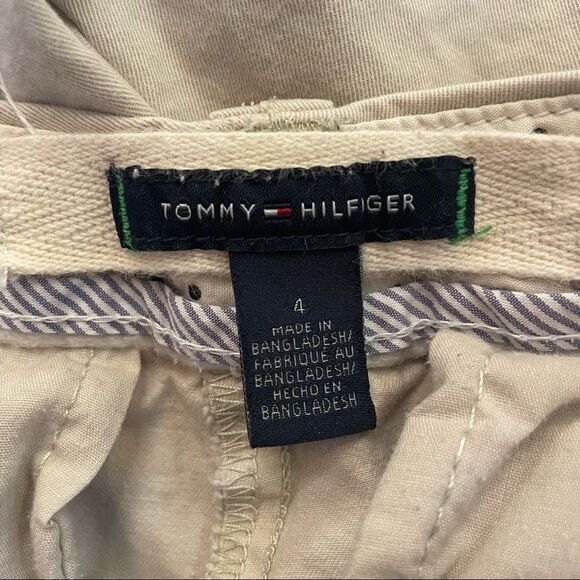 TOMMY HILFIGER
4
MADE IN
BANGLADESH/
FABRIQUÉ AU
BANGLADESH/
HECHO EN
BANGLADESH